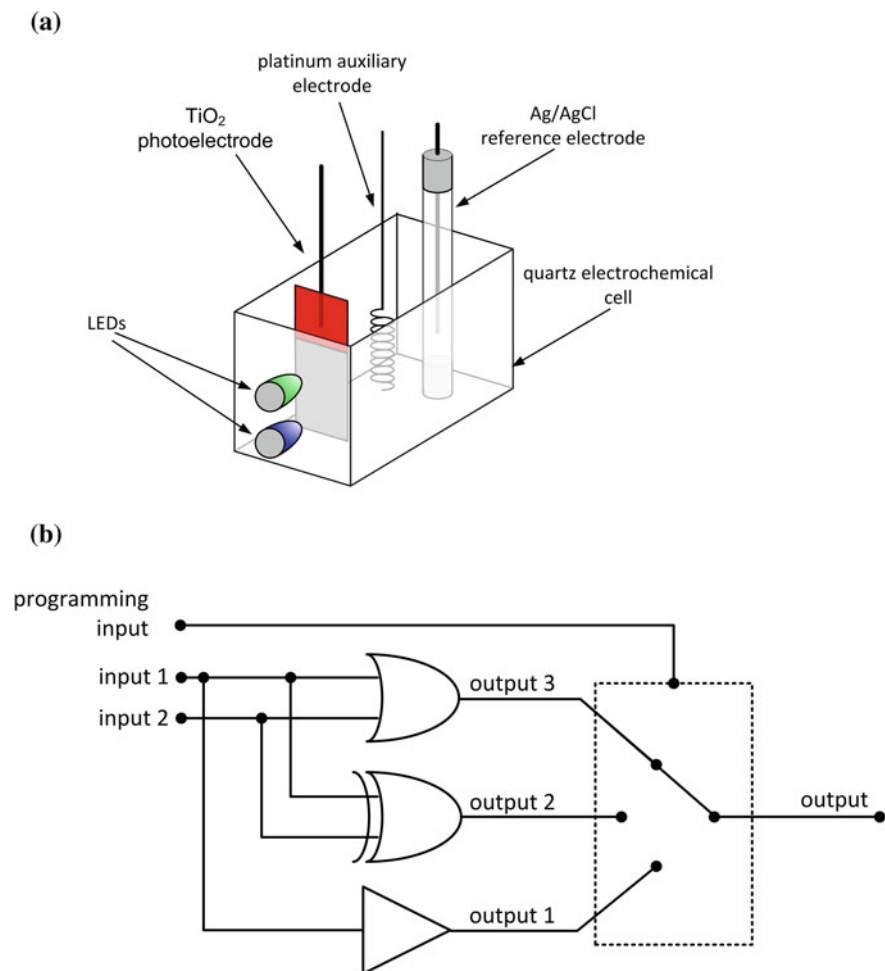 (a)
platinum auxiliary
electrode
TiO₂
photoelectrode
Ag/AgCl
reference electrode
quartz electrochemical
cell
LEDs
(b)
programming
input
input 1
input 2
output 3
output 2
output 1
output